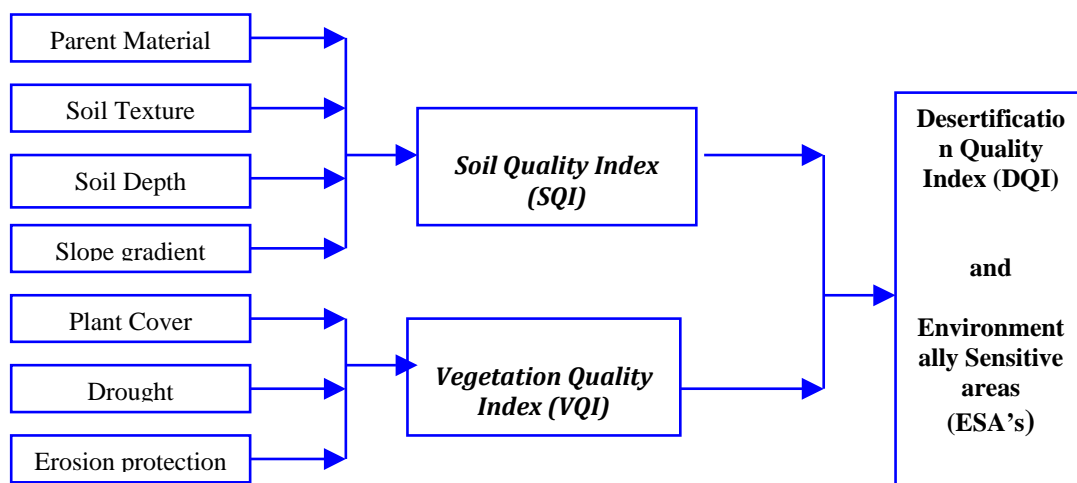 Parent Material
Soil Texture
Soil Depth
Slope gradient
Plant Cover
Drought
Erosion protection
Soil Quality Index
(SQI)
Vegetation Quality
Index (VQI)
Desertificatio
n Quality
Index (DQI)
and
Environment
ally Sensitive
areas
(ESA’s)